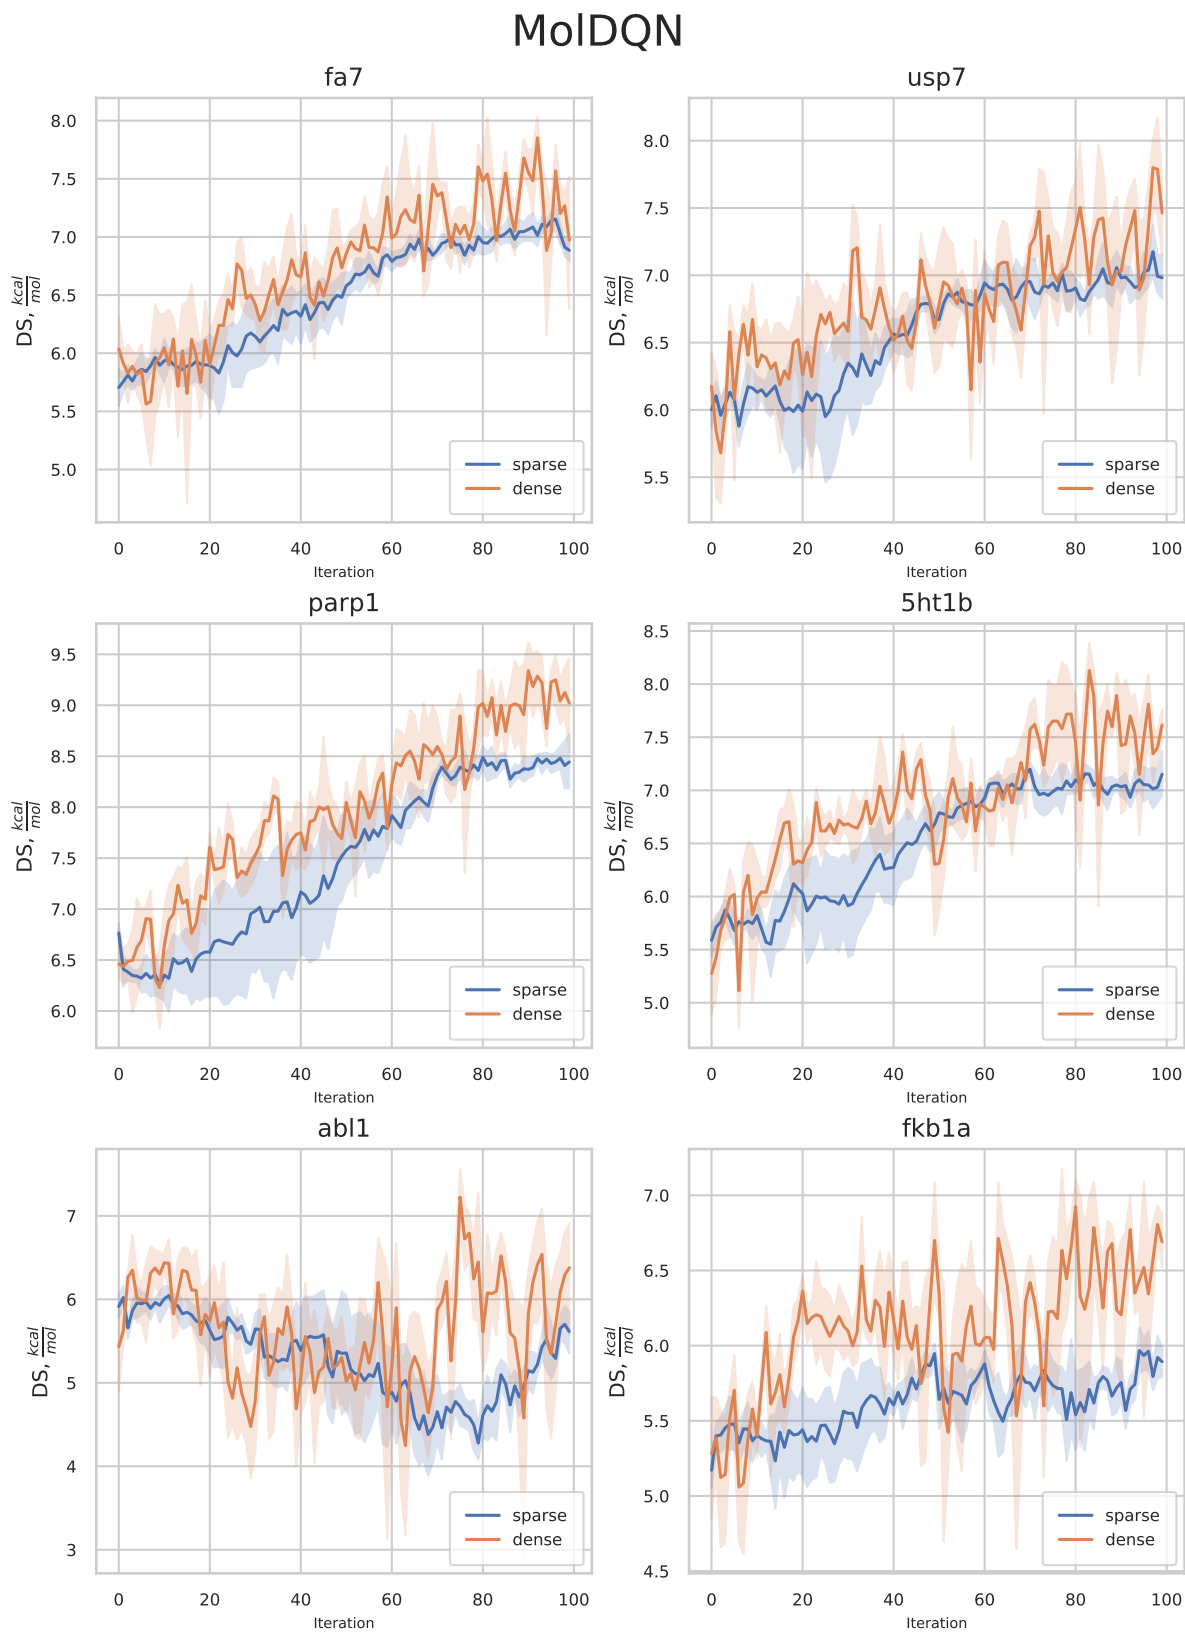 MolDQN
fa7
8.0
7.5
7.0
6.5
6.0
5.5
5.0
DS, kcal/mol
0 20 40 60 80 100
Iteration
sparse
dense
usp7
8.0
7.5
7.0
6.5
6.0
5.5
DS, kcal/mol
0 20 40 60 80 100
Iteration
sparse
dense
parp1
9.5
9.0
8.5
8.0
7.5
7.0
6.5
6.0
DS, kcal/mol
0 20 40 60 80 100
Iteration
sparse
dense
5ht1b
8.5
8.0
7.5
7.0
6.5
6.0
5.5
5.0
DS, kcal/mol
0 20 40 60 80 100
Iteration
sparse
dense
abl1
7
6
5
4
3
DS, kcal/mol
0 20 40 60 80 100
Iteration
sparse
dense
fkb1a
7.0
6.5
6.0
5.5
5.0
4.5
DS, kcal/mol
0 20 40 60 80 100
Iteration
sparse
dense